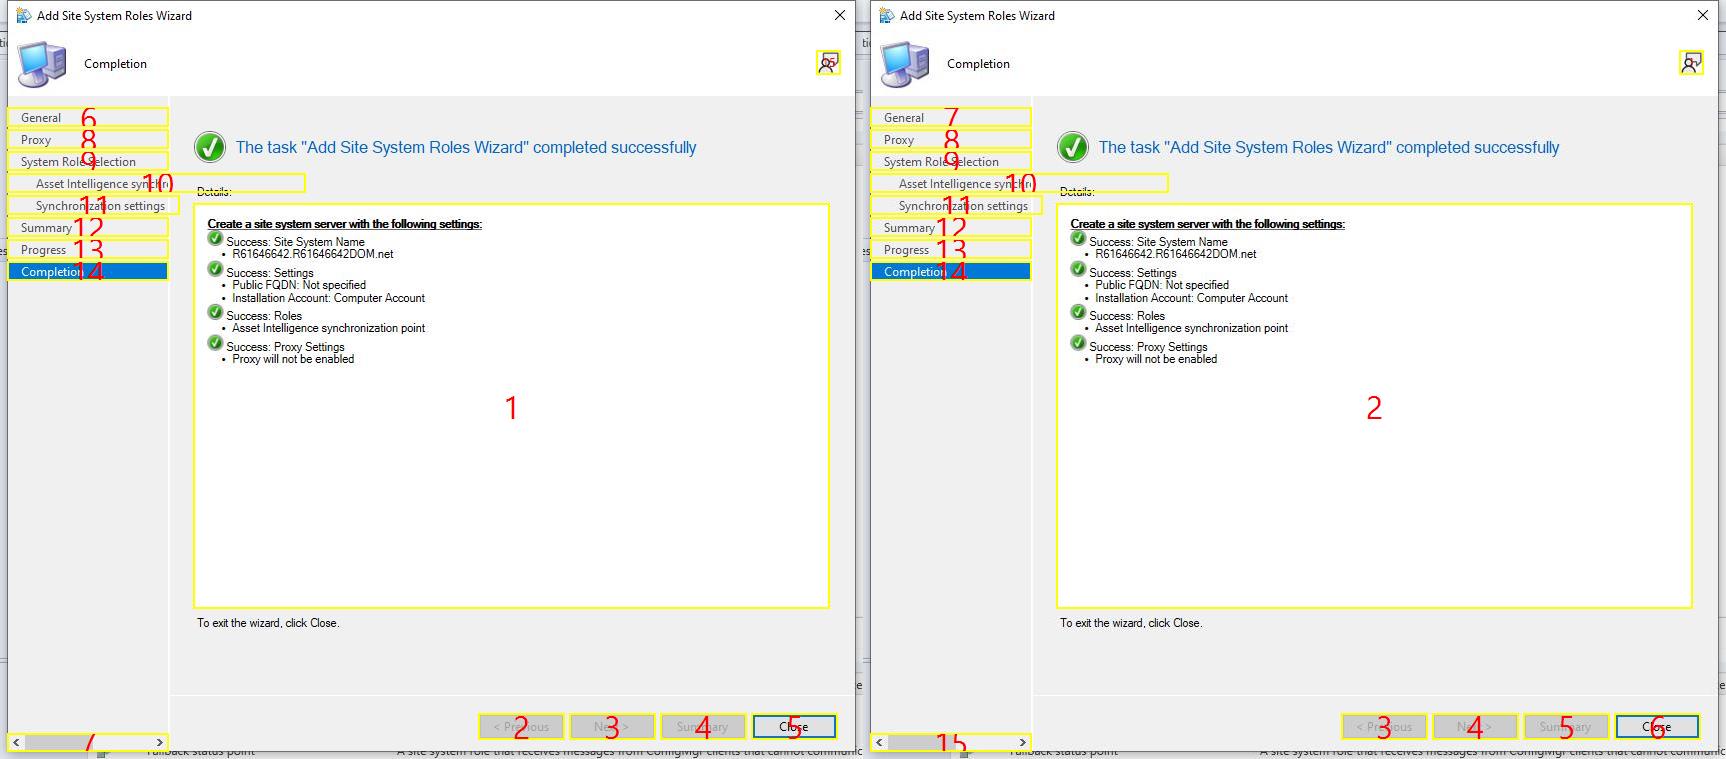 Add Site System Roles Wizard
Completion
15
General 6
Proxy 8
System Role Selection 9
Asset Intelligence synchro 10
Synchronization settings 11
Summary 12
Progress 13
Completion 14
7
The task "Add Site System Roles Wizard" completed successfully
Details:
Create a site system server with the following settings:
Success: Site System Name
• R61646642.R61646642DOM.net
Success: Settings
• Public FQDN: Not specified
• Installation Account: Computer Account
Success: Roles
• Asset Intelligence synchronization point
Success: Proxy Settings
• Proxy will not be enabled
1
To exit the wizard, click Close.
< Previous 2
Next > 3
Summary 4
Close 5
Fallback status point
A site system role that receives messages from ConfigMgr clients that cannot communic
Add Site System Roles Wizard
Completion
1
General 7
Proxy 8
System Role Selection 9
Asset Intelligence synchro 10
Synchronization settings 11
Summary 12
Progress 13
Completion 14
15
The task "Add Site System Roles Wizard" completed successfully
Details:
Create a site system server with the following settings:
Success: Site System Name
• R61646642.R61646642DOM.net
Success: Settings
• Public FQDN: Not specified
• Installation Account: Computer Account
Success: Roles
• Asset Intelligence synchronization point
Success: Proxy Settings
• Proxy will not be enabled
2
To exit the wizard, click Close.
< Previous 3
Next > 4
Summary 5
Close 6
Fallback status point
A site system role that receives messages from ConfigMgr clients that cannot communic